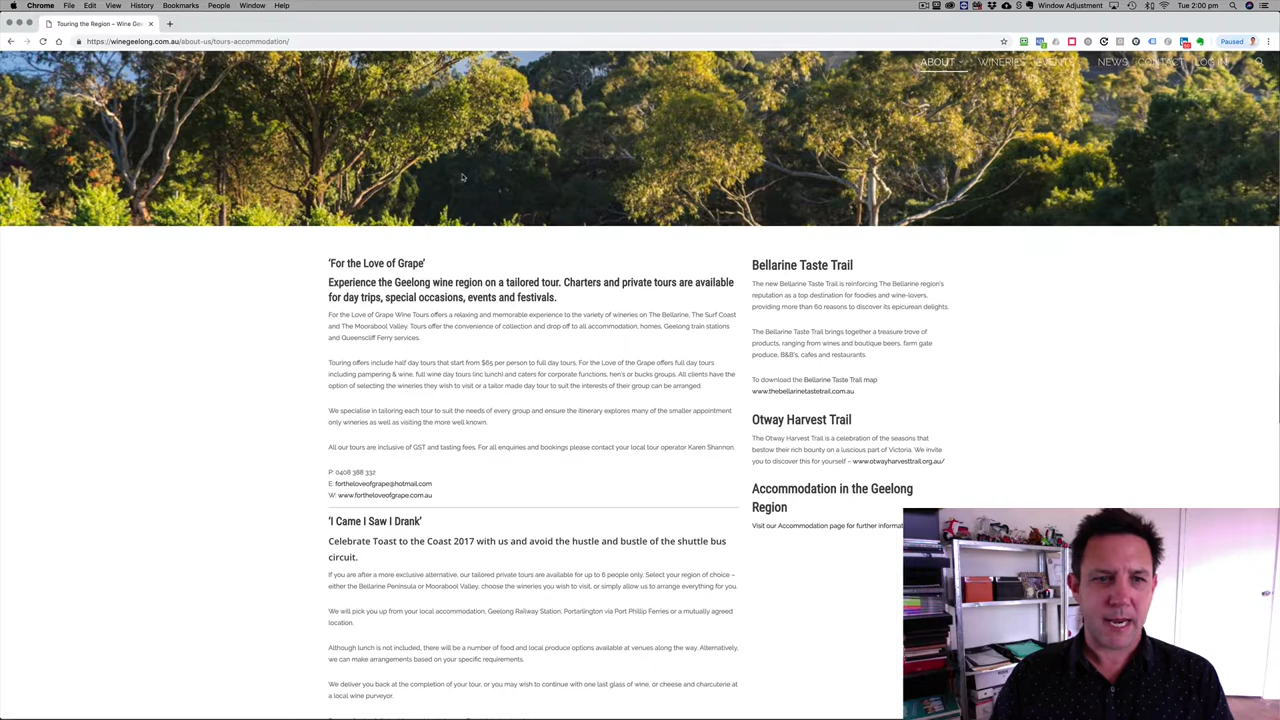 Chrome File Edit View History Bookmarks People Window Help
Window Adjustment Tue 2:00 pm
Touring the Region – Wine Gee
https://winegeelong.com.au/about-us/tours-accommodation/
Paused
ABOUT WINERIES EVENTS NEWS CONTACT LOG IN
‘For the Love of Grape’
Experience the Geelong wine region on a tailored tour. Charters and private tours are available
for day trips, special occasions, events and festivals.
For the Love of Grape Wine Tours offers a relaxing and memorable experience to the variety of wineries on The Bellarine, The Surf Coast
and The Moorabool Valley. Tours offer the convenience of collection and drop off to all accommodation, homes, Geelong train stations
and Queenscliff Ferry services.
Touring offers include half day tours that start from $65 per person to full day tours, For the Love of the Grape offers full day tours
including pampering & wine, full wine day tours (inc lunch) and caters for corporate functions, hen’s or bucks groups. All clients have the
option of selecting the wineries they wish to visit or a tailor made day tour to suit the interests of their group can be arranged.
We specialise in tailoring each tour to suit the needs of every group and ensure the itinerary explores many of the smaller appointment
only wineries as well as visiting the more well known.
All our tours are inclusive of GST and tasting fees. For all enquiries and bookings please contact your local tour operator Karen Shannon.
P: 0408 388 332
E: fortheloveofgrape@hotmail.com
W: www.fortheloveofgrape.com.au
‘I Came I Saw I Drank’
Celebrate Toast to the Coast 2017 with us and avoid the hustle and bustle of the shuttle bus
circuit.
If you are after a more exclusive alternative, our tailored private tours are available for up to 6 people only. Select your region of choice –
either the Bellarine Peninsula or Moorabool Valley, choose the wineries you wish to visit, or simply allow us to arrange everything for you.
We will pick you up from your local accommodation, Geelong Railway Station, Portarlington via Port Phillip Ferries or a mutually agreed
location.
Although lunch is not included, there will be a number of food and local produce options available at venues along the way. Alternatively,
we can make arrangements based on your specific requirements.
We deliver you back at the completion of your tour, or you may wish to continue with one last glass of wine, or cheese and charcuterie at
a local wine purveyor.
Bellarine Taste Trail
The new Bellarine Taste Trail is reinforcing The Bellarine region’s
reputation as a top destination for foodies and wine-lovers,
providing more than 60 reasons to discover its epicurean delights.
The Bellarine Taste Trail brings together a treasure trove of
products, ranging from wines and boutique beers, farm gate
produce, B&B’s, cafes and restaurants.
To download the Bellarine Taste Trail map
www.thebellarinetastetrail.com.au
Otway Harvest Trail
The Otway Harvest Trail is a celebration of the seasons that
bestow their rich bounty on a luscious part of Victoria. We invite
you to discover this for yourself – www.otwayharvesttrail.org.au/
Accommodation in the Geelong
Region
Visit our Accommodation page for further informat